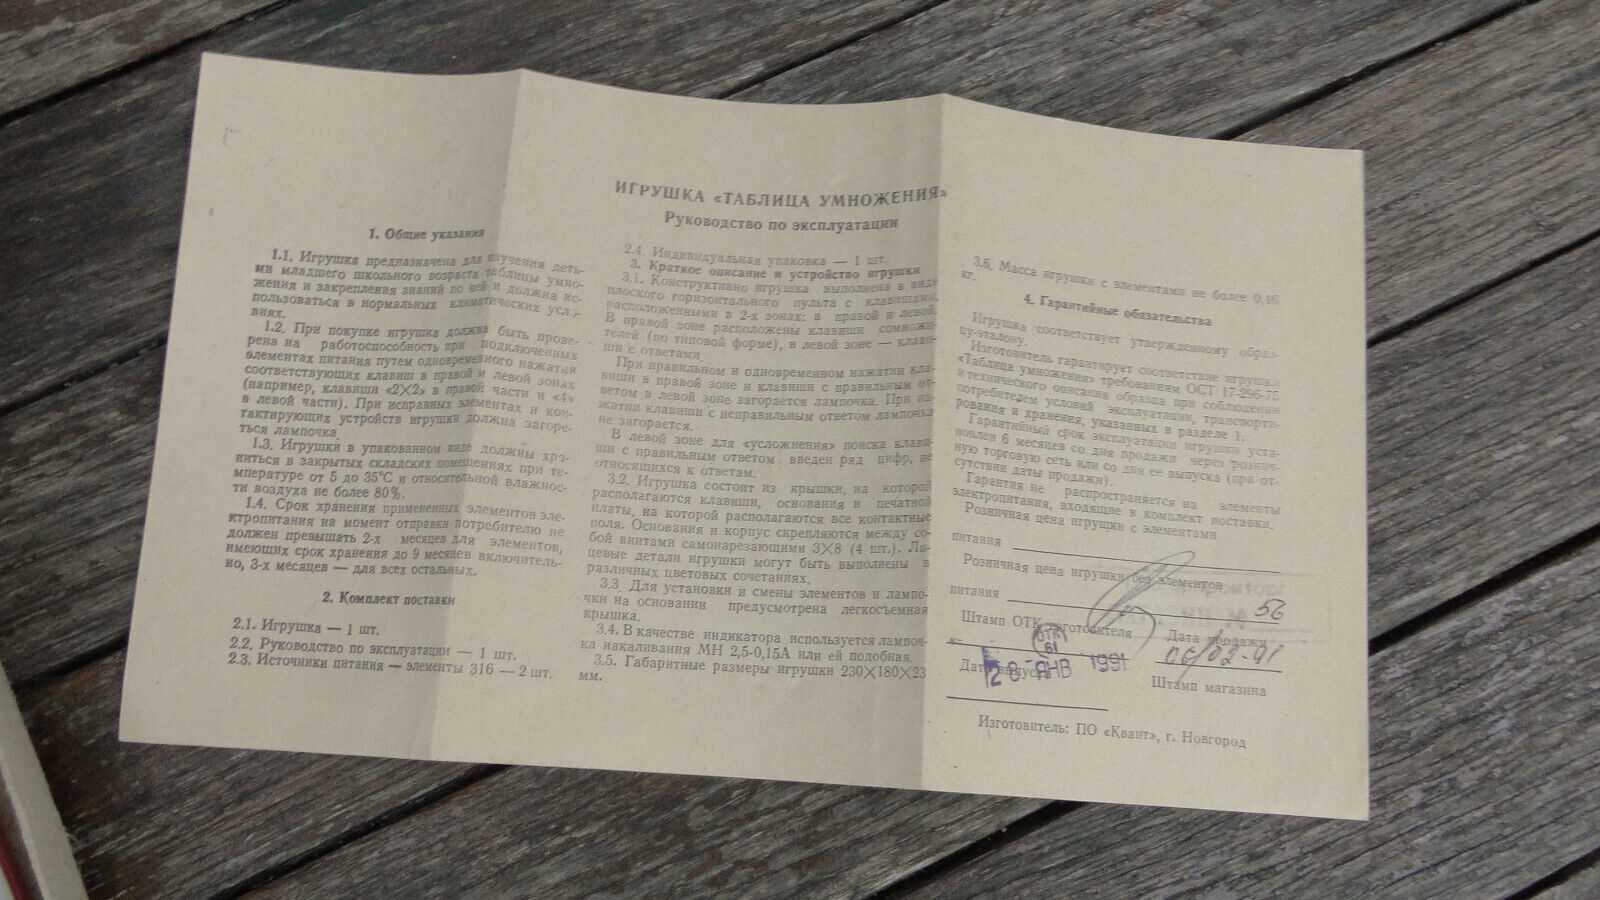 ИГРУШКА «ТАБЛИЦА УМНОЖЕНИЯ»
Руководство по эксплуатации
1. Общие указания
1.1. Игрушка предназначена для изучения деть-
ми младшего школьного возраста таблицы умно-
жения и закрепления знаний по ней и должна ис-
пользоваться в нормальных климатических усло-
виях.
1.2. При покупке игрушка должна быть прове-
рена на работоспособность при подключенных
элементах питания путем одновременного нажатия
соответствующих клавиш в правой и левой зонах
(например, клавиши «2×2» в правой части и «4»
в левой части). При исправных элементах и кон-
тактирующих устройств игрушки должна загоре-
ться лампочка.
1.3. Игрушки в упакованном виде должны хра-
ниться в закрытых складских помещениях при те-
мпературе от 5 до 35°С и относительной влажнос-
ти воздуха не более 80%.
1.4. Срок хранения примененных элементов эле-
ктропитания на момент отправки потребителю не
должен превышать 2-х месяцев для элементов,
имеющих срок хранения до 9 месяцев включитель-
но, 3-х месяцев — для всех остальных.
2. Комплект поставки
2.1. Игрушка — 1 шт.
2.2. Руководство по эксплуатации — 1 шт.
2.3. Источники питания — элементы 316 — 2 шт.
2.4. Индивидуальная упаковка — 1 шт.
3. Краткое описание и устройство игрушки
3.1. Конструктивно игрушка выполнена в виде
плоского горизонтального пульта с клавишами,
расположенными в 2-х зонах: в правой и левой.
В правой зоне расположены клавиши сомножи-
телей (по типовой форме), в левой зоне — клави-
ши с ответами.
При правильном и одновременном нажатии кла-
виши в правой зоне и клавиши с правильным от-
ветом в левой зоне загорается лампочка. При на-
жатии клавиши с неправильным ответом лампочка
не загорается.
В левой зоне для «усложнения» поиска клави-
ши с правильным ответом введен ряд цифр, не
относящихся к ответам.
3.2. Игрушка состоит из крышки, на которой
располагаются клавиши, основания и печатной
платы, на которой располагаются все контактные
поля. Основания и корпус скрепляются между со-
бой винтами самонарезающими 3×8 (4 шт.). Ли-
цевые детали игрушки могут быть выполнены в
различных цветовых сочетаниях.
3.3. Для установки и смены элементов и лампо-
чки на основании предусмотрена легкосъемная
крышка.
3.4. В качестве индикатора используется лампоч-
ка накаливания МН 2,5-0,15А или ей подобная.
3.5. Габаритные размеры игрушки 230×180×23
мм.
3.6. Масса игрушки с элементами не более 0,46
кг.
4. Гарантийные обязательства
Игрушка соответствует утвержденному образ-
цу-эталону.
Изготовитель гарантирует соответствие игрушки
«Таблица умножения» требованиям ОСТ 17-296-75
и технического описания образца при соблюдении
потребителем условий эксплуатации, транспорти-
рования и хранения, указанных в разделе 1.
Гарантийный срок эксплуатации игрушки уста-
новлен 6 месяцев со дня продажи через рознич-
ную торговую сеть или со дня ее выпуска (при от-
сутствии даты продажи).
Гарантия не распространяется на элементы
электропитания, входящие в комплект поставки.
Розничная цена игрушки с элементами
питания
Розничная цена игрушки без элементов
питания 56
Штамп ОТК изготовителя
ОТК 61
Дата продажи
06/03-91
Дата выпуска
28 ЯНВ 1991
Штамп магазина
Изготовитель: ПО «Квант», г. Новгород